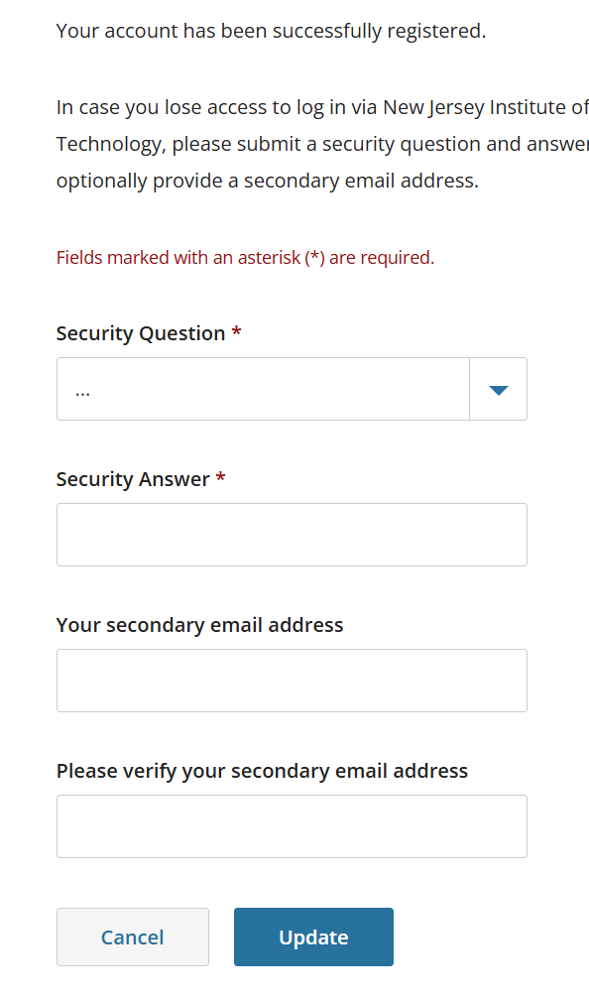 Your account has been successfully registered.
In case you lose access to log in via New Jersey Institute of
Technology, please submit a security question and answer
optionally provide a secondary email address.
Fields marked with an asterisk (*) are required.
Security Question *
...
Security Answer *
Your secondary email address
Please verify your secondary email address
Cancel
Update